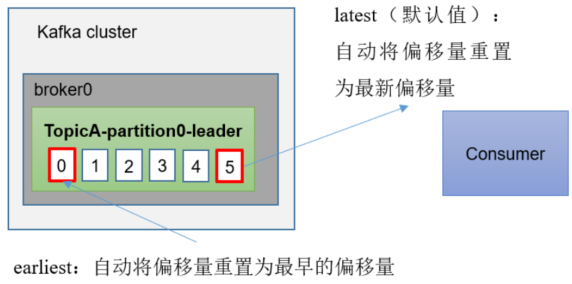 Kafka cluster
broker0
TopicA-partition0-leader
0 1 2 3 4 5
latest（默认值）：
自动将偏移量重置
为最新偏移量
Consumer
earliest：自动将偏移量重置为最早的偏移量